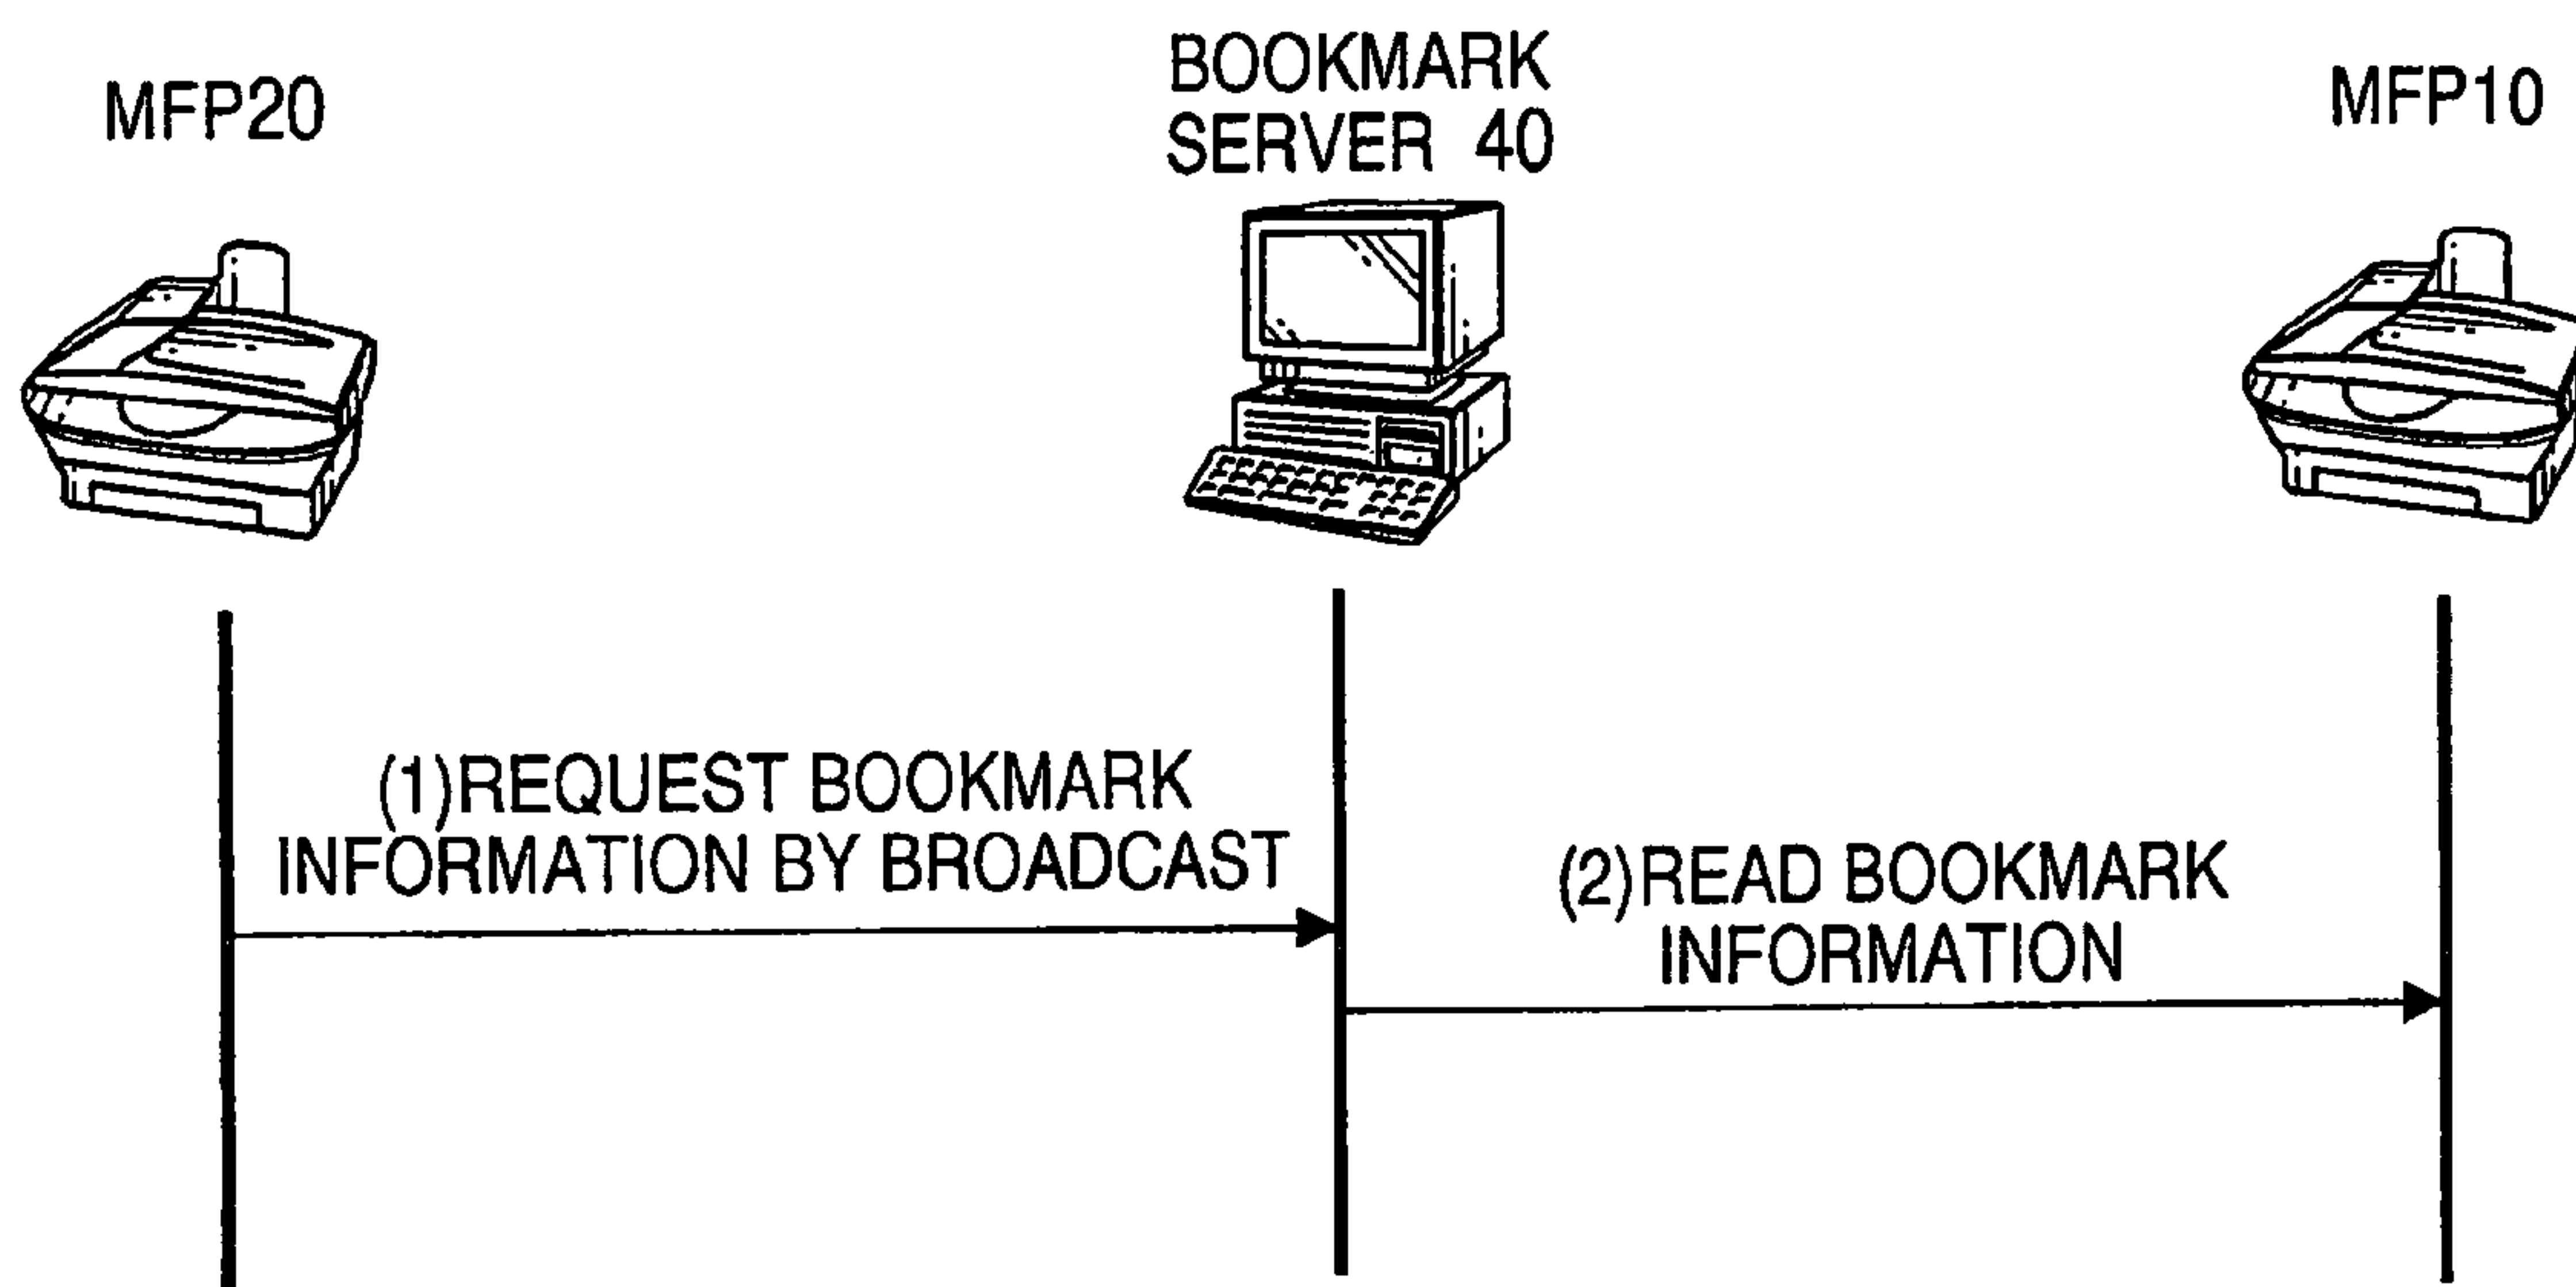 MFP20
BOOKMARK
SERVER 40
MFP10
(1)REQUEST BOOKMARK
INFORMATION BY BROADCAST
(2)READ BOOKMARK
INFORMATION